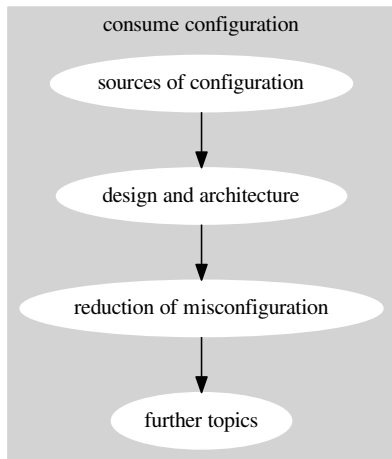 consume configuration
sources of configuration
design and architecture
reduction of misconfiguration
further topics